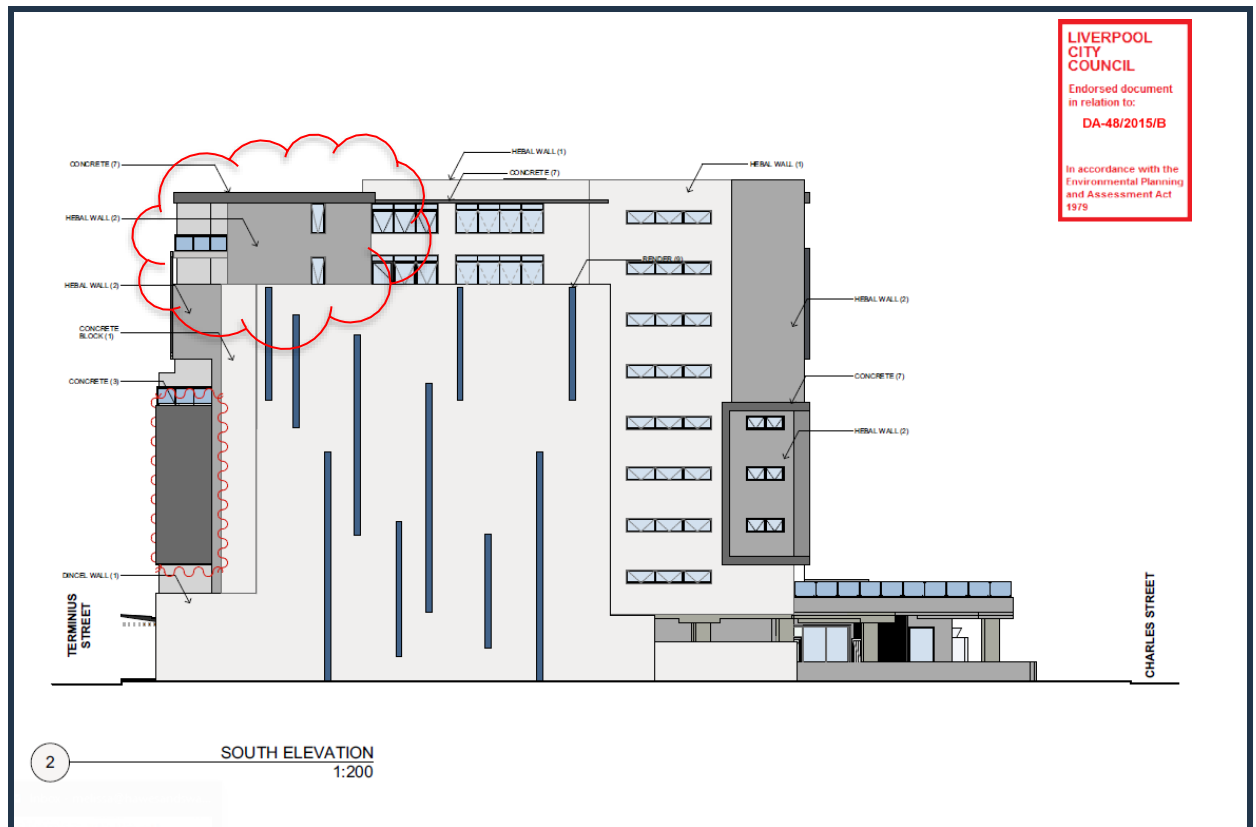 LIVERPOOL
CITY
COUNCIL
Endorsed document
in relation to:
DA-48/2015/B
In accordance with the
Environmental Planning
and Assessment Act
1979
HEBAL WALL (1)
CONCRETE (7)
CONCRETE (7)
HEBAL WALL (1)
HEBAL WALL (2)
RENDER (9)
HEBAL WALL (2)
HEBAL WALL (2)
CONCRETE
BLOCK (1)
CONCRETE (3)
CONCRETE (7)
HEBAL WALL (2)
DINCEL WALL (1)
TERMINIUS
STREET
CHARLES STREET
2
SOUTH ELEVATION
1:200